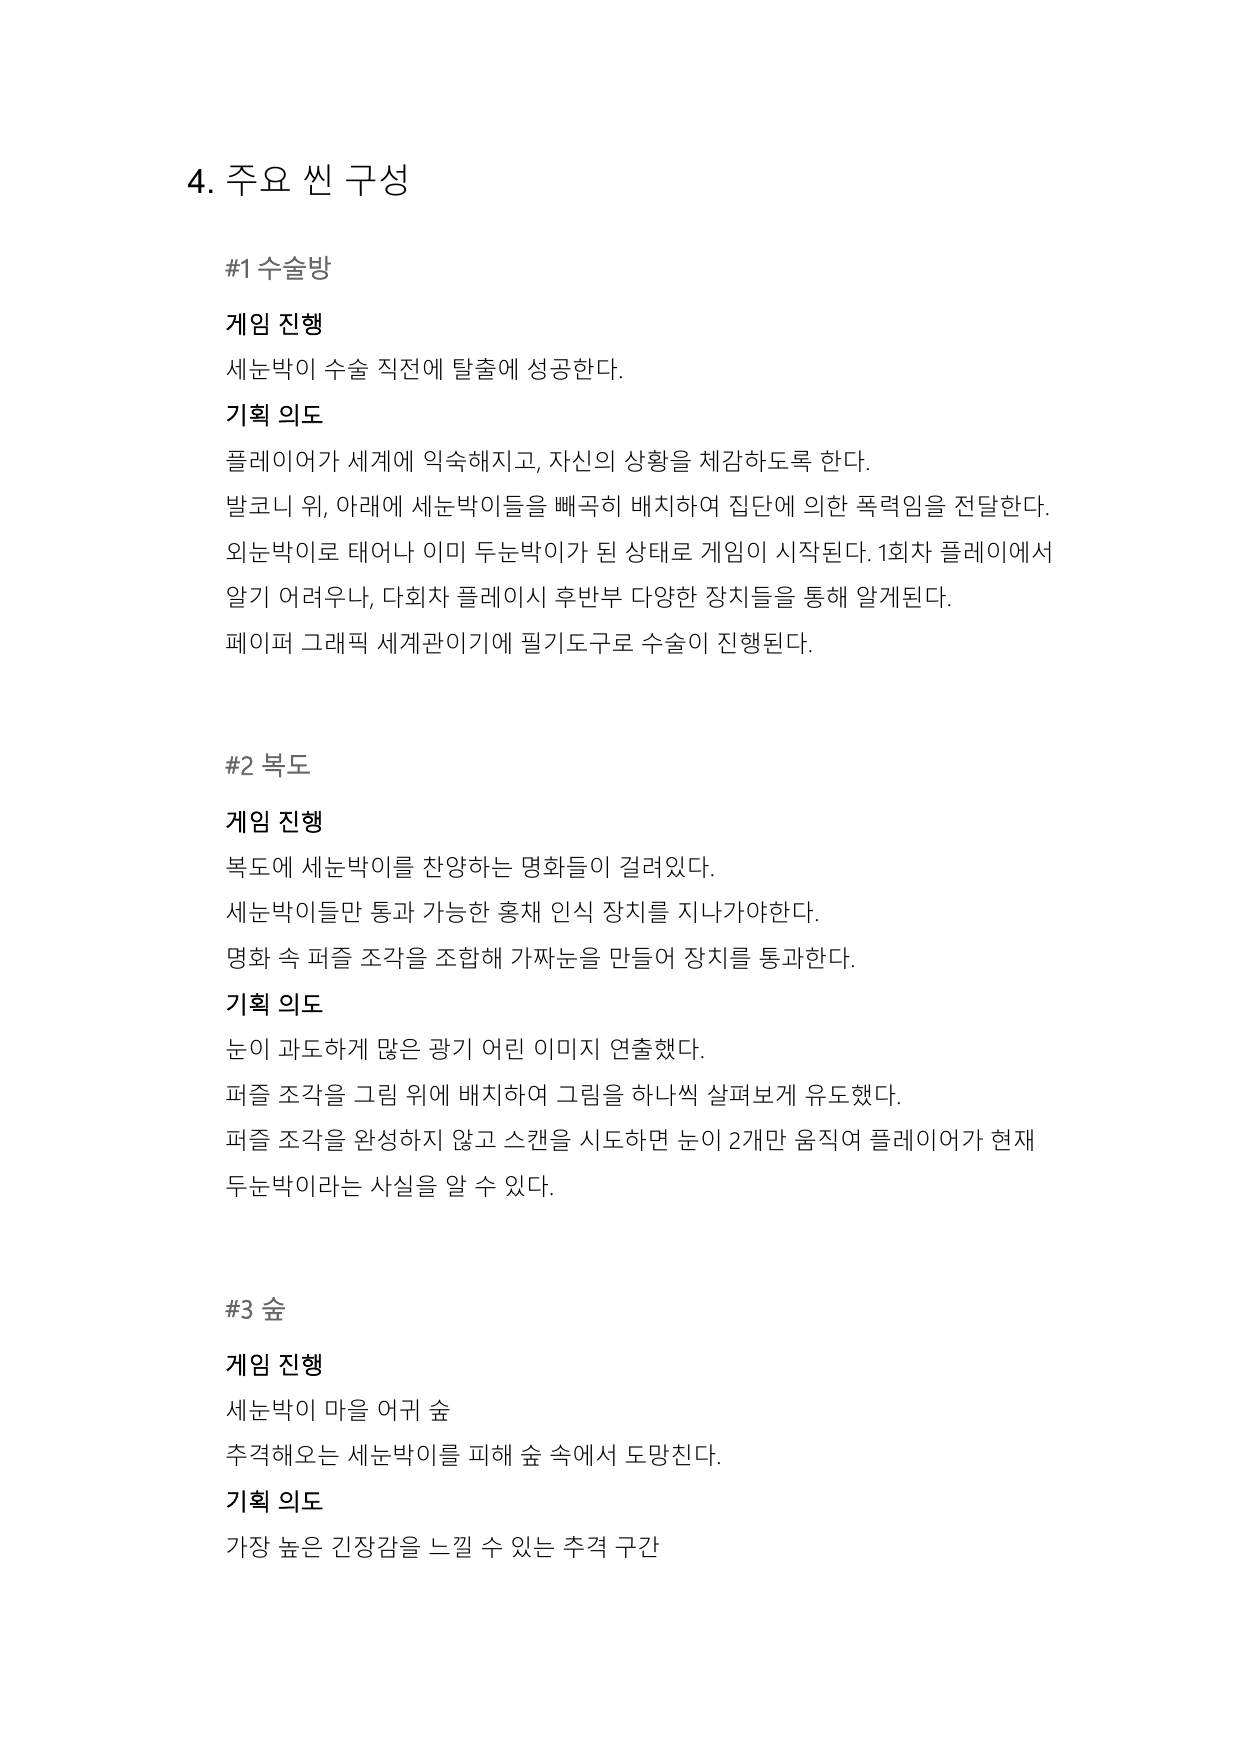 4. 주요 씬 구성
#1 수술방
게임 진행
세눈박이 수술 직전에 탈출에 성공한다.
기획 의도
플레이어가 세계에 익숙해지고, 자신의 상황을 체감하도록 한다.
발코니 위, 아래에 세눈박이들을 빼곡히 배치하여 집단에 의한 폭력임을 전달한다.
외눈박이로 태어나 이미 두눈박이가 된 상태로 게임이 시작된다. 1회차 플레이에서
알기 어려우나, 다회차 플레이시 후반부 다양한 장치들을 통해 알게된다.
페이퍼 그래픽 세계관이기에 필기도구로 수술이 진행된다.
#2 복도
게임 진행
복도에 세눈박이를 찬양하는 명화들이 걸려있다.
세눈박이들만 통과 가능한 홍채 인식 장치를 지나가야한다.
명화 속 퍼즐 조각을 조합해 가짜눈을 만들어 장치를 통과한다.
기획 의도
눈이 과도하게 많은 광기 어린 이미지 연출했다.
퍼즐 조각을 그림 위에 배치하여 그림을 하나씩 살펴보게 유도했다.
퍼즐 조각을 완성하지 않고 스캔을 시도하면 눈이 2개만 움직여 플레이어가 현재
두눈박이라는 사실을 알 수 있다.
#3 숲
게임 진행
세눈박이 마을 어귀 숲
추격해오는 세눈박이를 피해 숲 속에서 도망친다.
기획 의도
가장 높은 긴장감을 느낄 수 있는 추격 구간